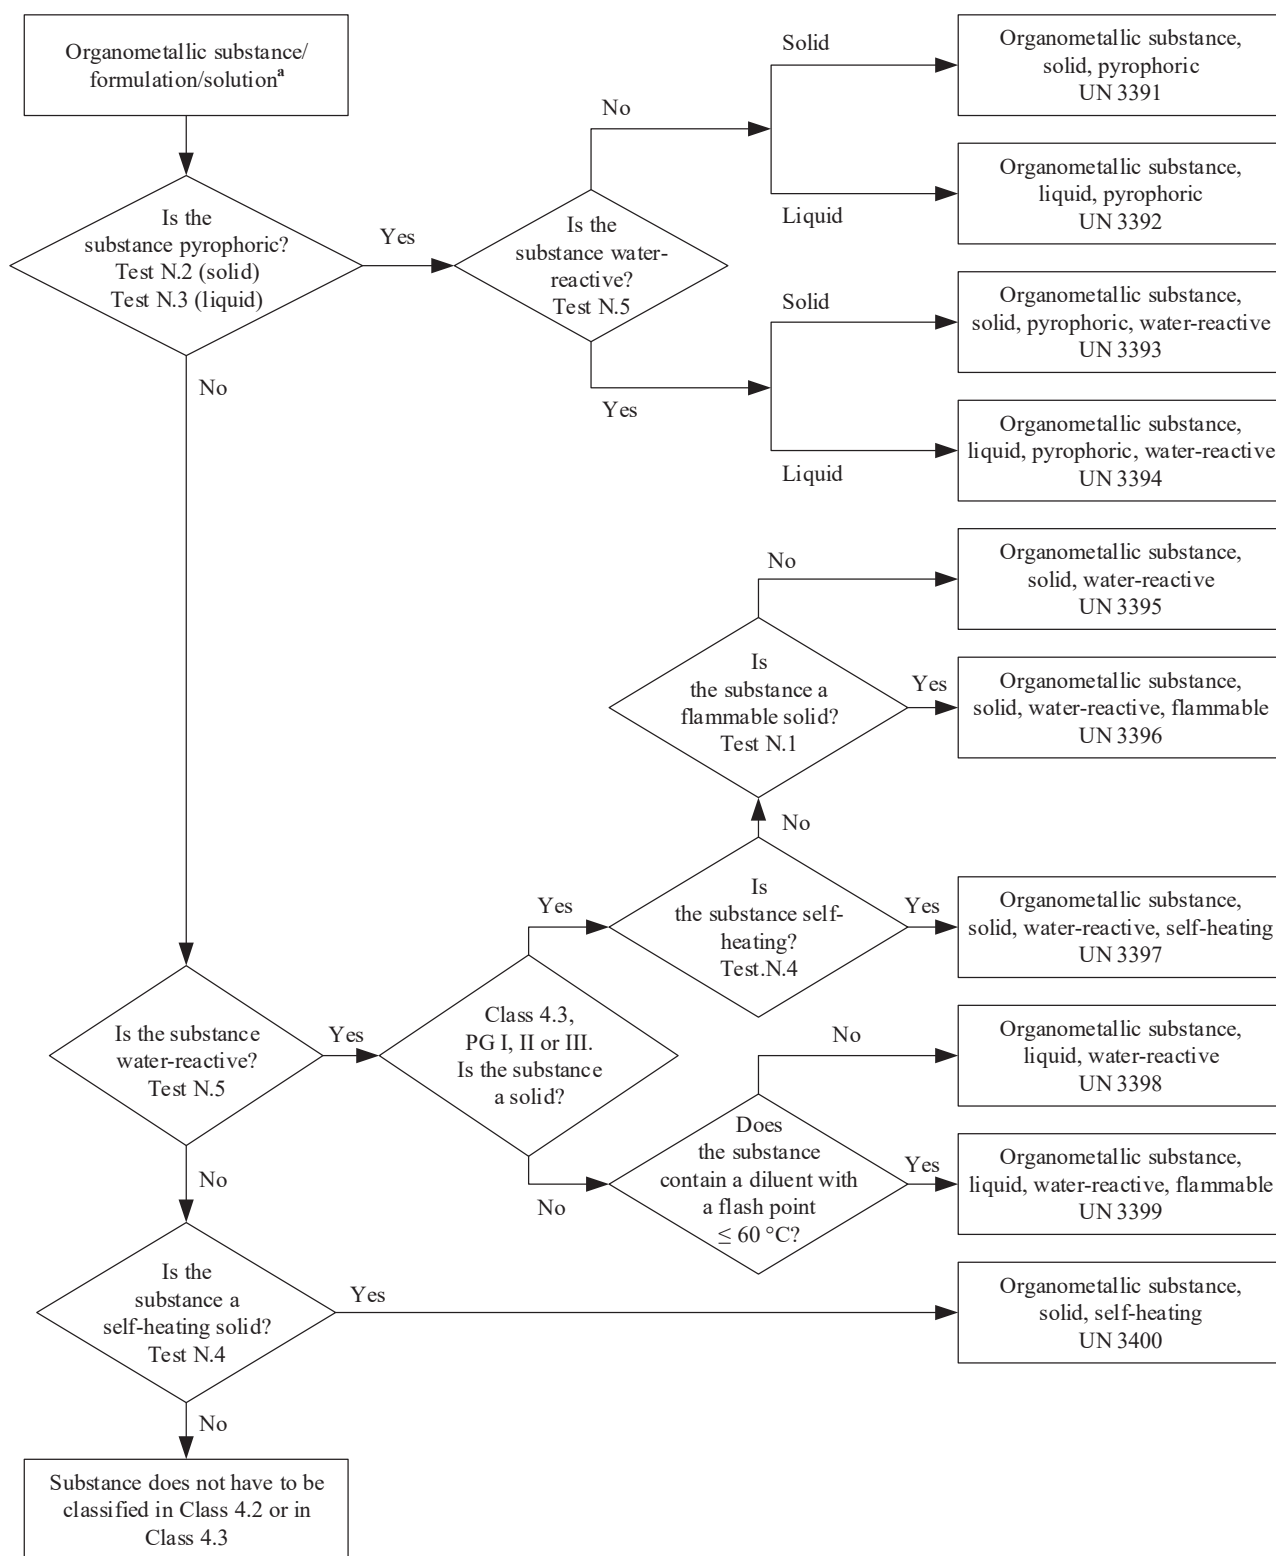 Organometallic substance/
formulation/solutionᵃ
Solid
Organometallic substance,
solid, pyrophoric
UN 3391
No
Liquid
Organometallic substance,
liquid, pyrophoric
UN 3392
Is the
substance pyrophoric?
Test N.2 (solid)
Test N.3 (liquid)
Yes
Is the
substance water-
reactive?
Test N.5
Solid
Organometallic substance,
solid, pyrophoric, water-reactive
UN 3393
No
Yes
Liquid
Organometallic substance,
liquid, pyrophoric, water-reactive
UN 3394
No
Organometallic substance,
solid, water-reactive
UN 3395
Is
the substance a
flammable solid?
Test N.1
Yes
Organometallic substance,
solid, water-reactive, flammable
UN 3396
No
Yes
Is
the substance self-
heating?
Test.N.4
Yes
Organometallic substance,
solid, water-reactive, self-heating
UN 3397
Is the substance
water-reactive?
Test N.5
Yes
Class 4.3,
PG I, II or III.
Is the substance
a solid?
No
Organometallic substance,
liquid, water-reactive
UN 3398
No
No
Does
the substance
contain a diluent with
a flash point
≤ 60 °C?
Yes
Organometallic substance,
liquid, water-reactive, flammable
UN 3399
Is the
substance a
self-heating solid?
Test N.4
Yes
Organometallic substance,
solid, self-heating
UN 3400
No
Substance does not have to be
classified in Class 4.2 or in
Class 4.3